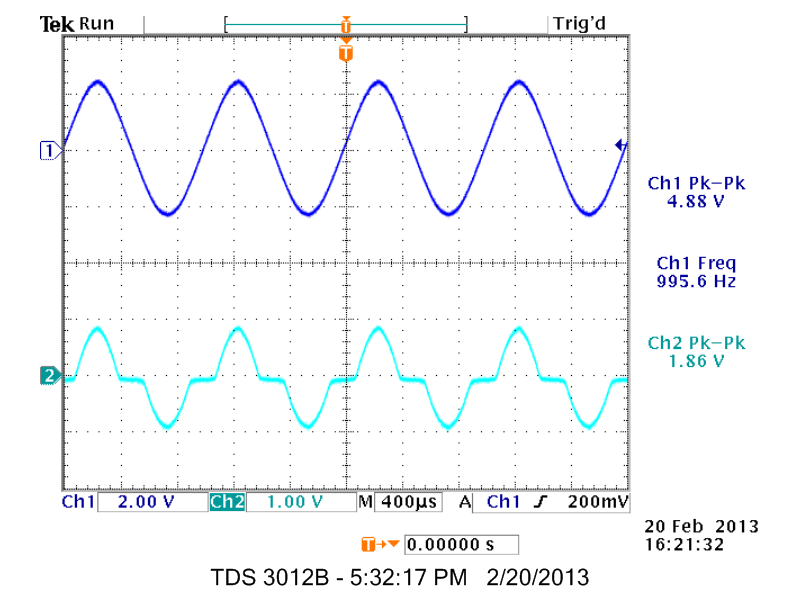 Tek Run Trig'd
T
T
1
Ch1 Pk−Pk
4.88 V
Ch1 Freq
995.6 Hz
Ch2 Pk−Pk
1.86 V
2
Ch1 2.00 V Ch2 1.00 V M 400µs A Ch1 200mV
20 Feb 2013
16:21:32
T 0.00000 s
TDS 3012B - 5:32:17 PM 2/20/2013